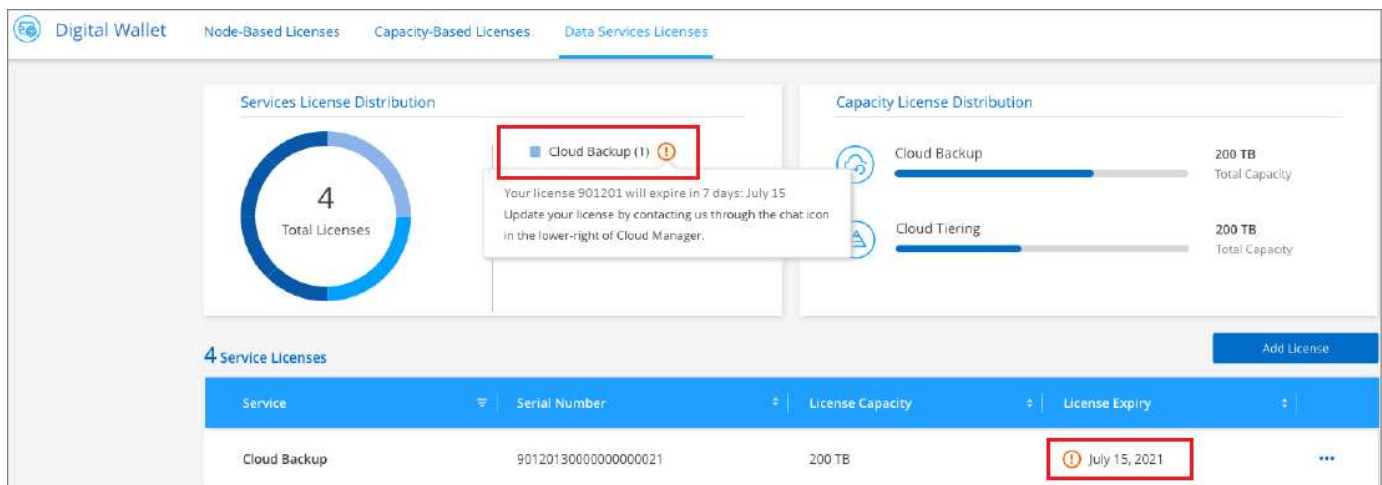 Digital Wallet
Node-Based Licenses
Capacity-Based Licenses
Data Services Licenses
Services License Distribution
4
Total Licenses
Cloud Backup (1)
Your license 901201 will expire in 7 days: July 15
Update your license by contacting us through the chat icon
in the lower-right of Cloud Manager.
Capacity License Distribution
Cloud Backup
200 TB
Total Capacity
Cloud Tiering
200 TB
Total Capacity
4 Service Licenses
Add License
Service
Serial Number
License Capacity
License Expiry
Cloud Backup
90120130000000000021
200 TB
July 15, 2021